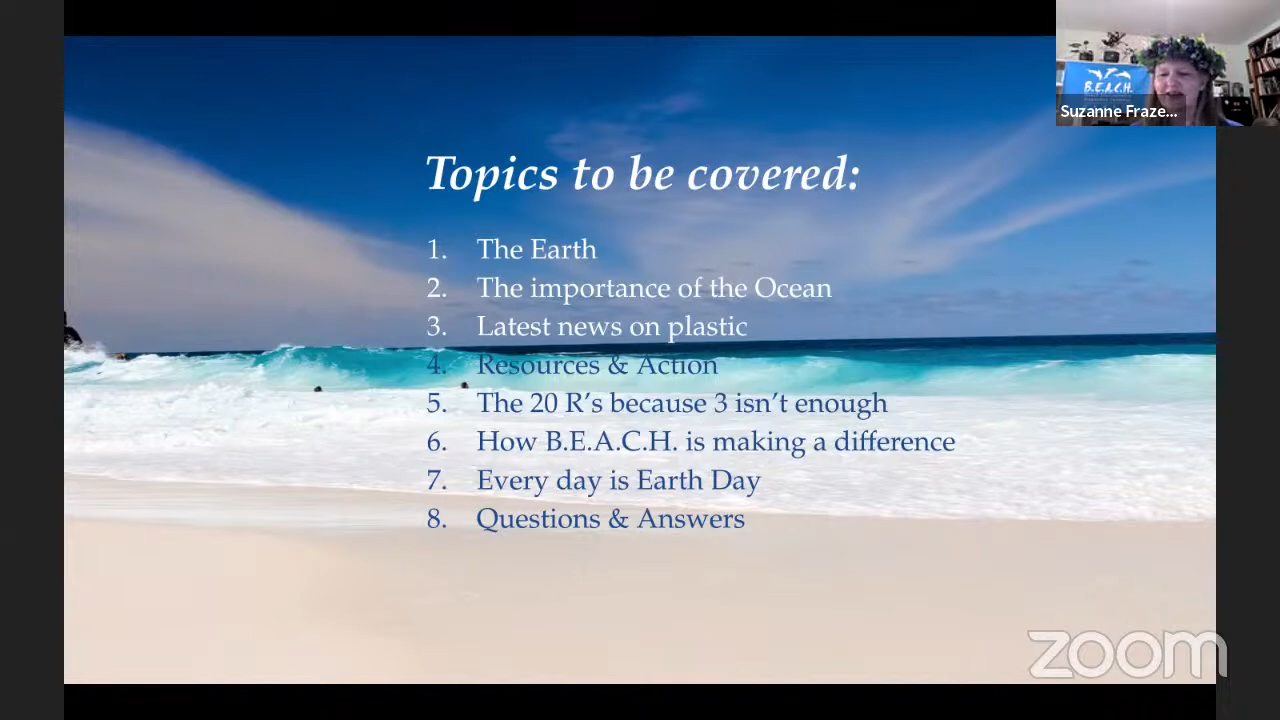 B.E.A.C.H.
Suzanne Fraze...
Topics to be covered:
1. The Earth
2. The importance of the Ocean
3. Latest news on plastic
4. Resources & Action
5. The 20 R's because 3 isn't enough
6. How B.E.A.C.H. is making a difference
7. Every day is Earth Day
8. Questions & Answers
zoom